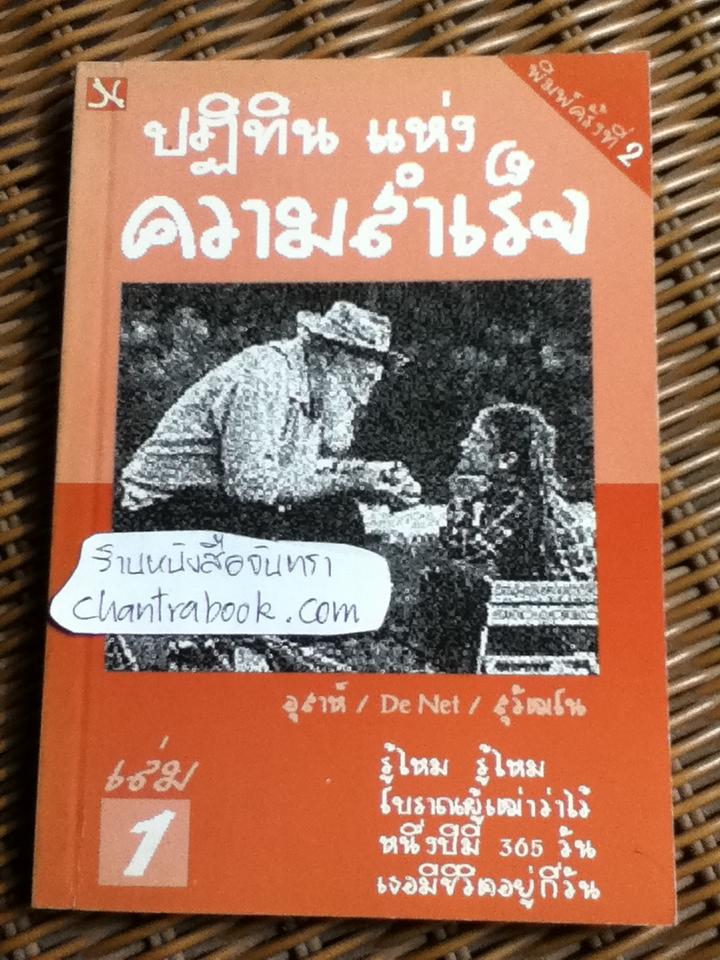 พิมพ์ครั้งที่ 2
ปฏิทิน แห่ง
ความสำเร็จ
ร้านหนังสือจันทรา
chantrabook.com
อุสาห์ / De Net / สุวัฒโน
เล่ม
1
รู้ไหม รู้ไหม
โบราณผู้เฒ่าว่าไว้
หนึ่งปีมี 365 วัน
เธอมีชีวิตอยู่กี่วัน